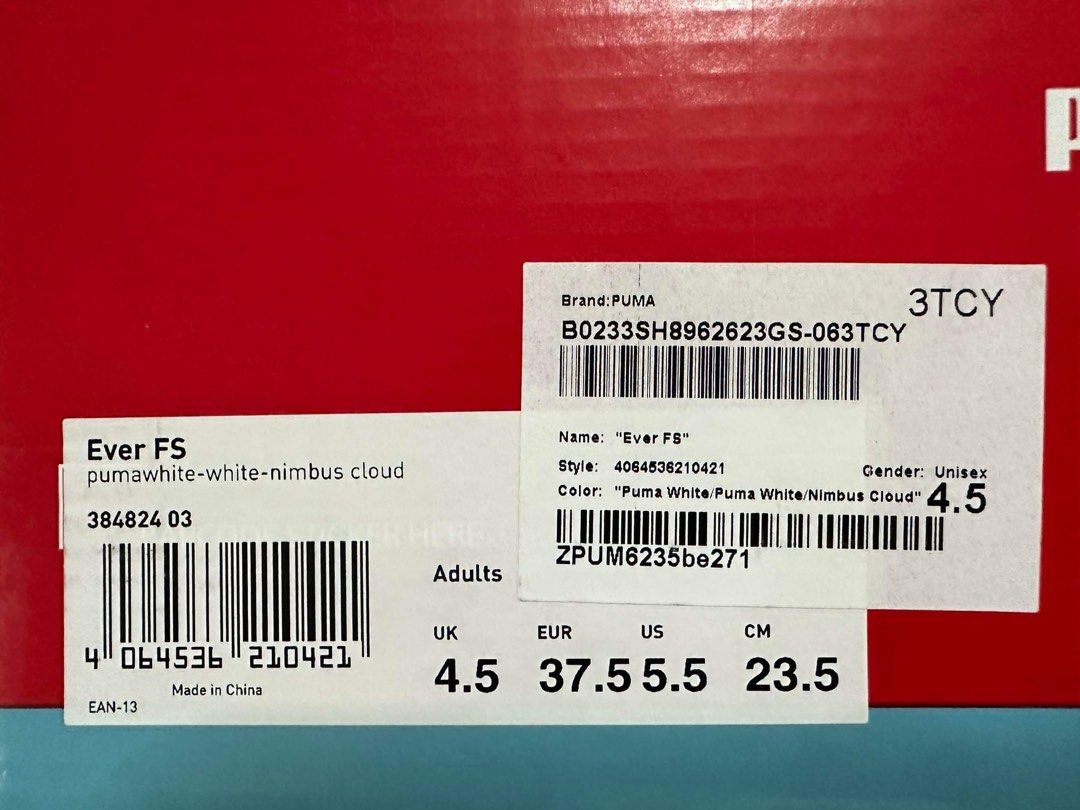 Brand:PUMA
3TCY
B0233SH8962623GS-063TCY
Name: "Ever FS"
Style: 4064536210421
Gender: Unisex
Color: "Puma White/Puma White/Nimbus Cloud"
4.5
ZPUM6235be271
Ever FS
pumawhite-white-nimbus cloud
384824 03
4 064536 210421
Made in China
EAN-13
Adults
UK EUR US CM
4.5 37.5 5.5 23.5